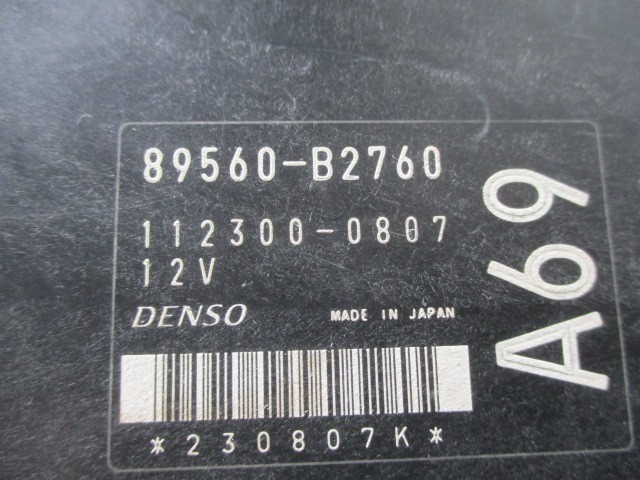 89560-B2760
112300-0807
12V
DENSO MADE IN JAPAN
*230807K*
A69